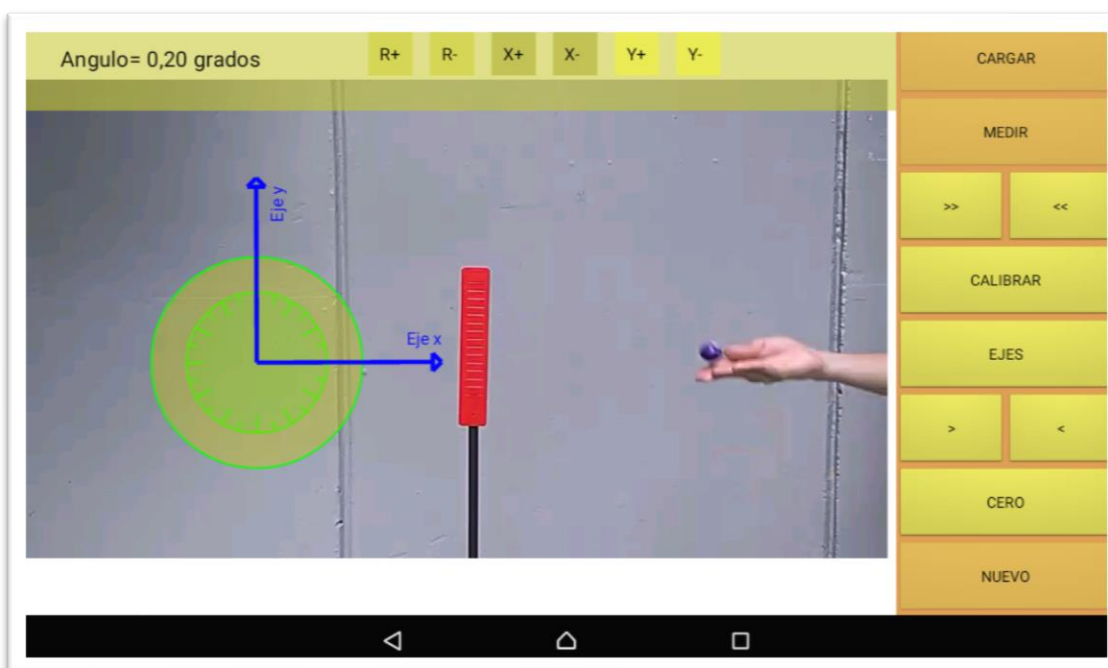 Angulo= 0,20 grados
R+ R- X+ X- Y+ Y-
CARGAR
MEDIR
>> <<
CALIBRAR
EJES
> <
CERO
NUEVO
Eje y
Eje x